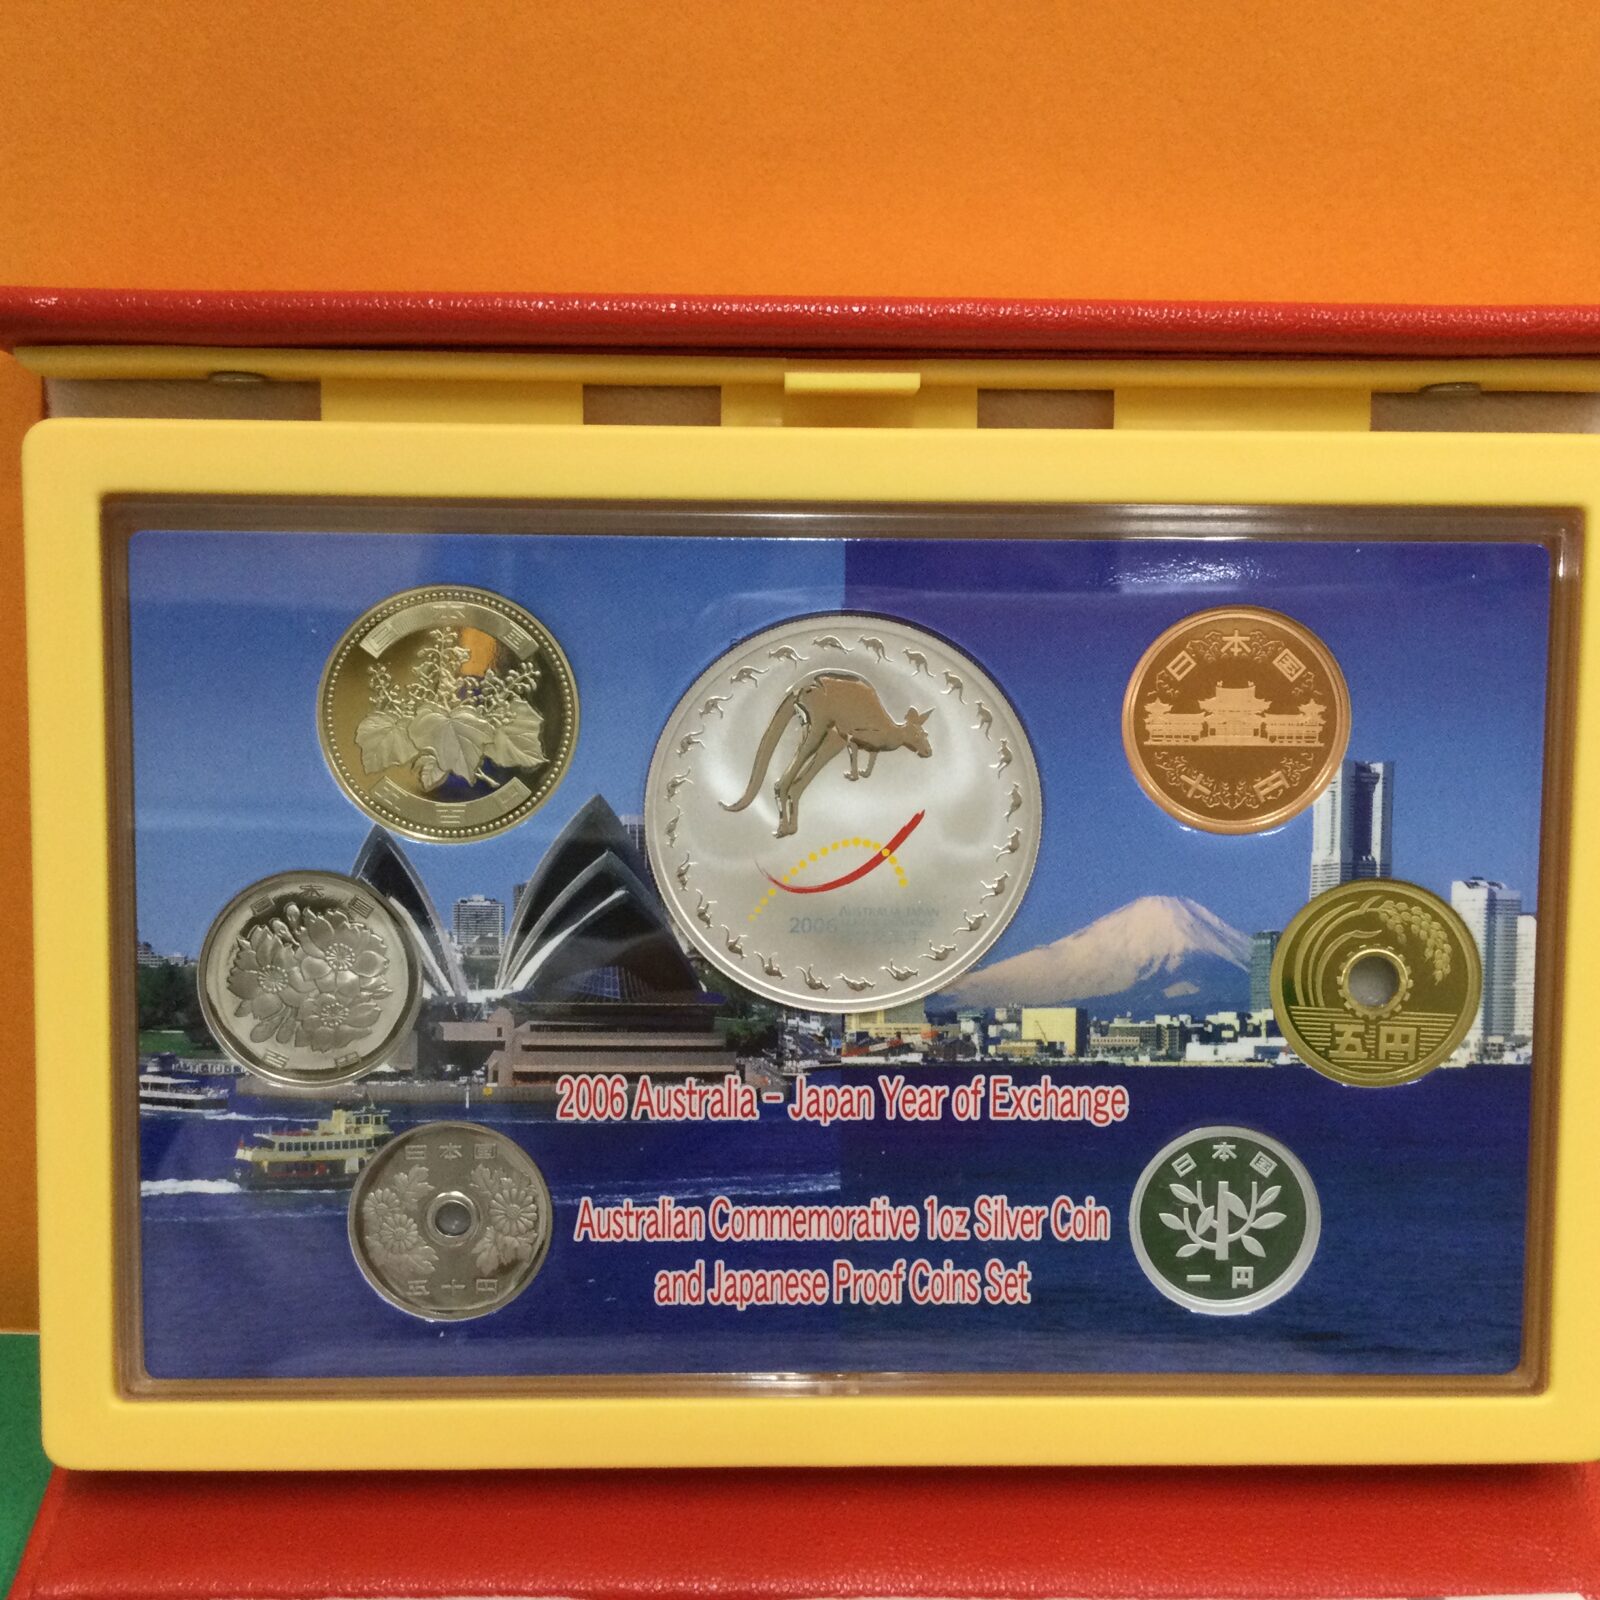 日本国
五百円
日本国
百円
日本国
五十円
2006 AUSTRALIA-JAPAN
日本国
十円
五円
日本国
一円
2006 Australia - Japan Year of Exchange
Australian Commemorative 1oz Silver Coin
and Japanese Proof Coins Set